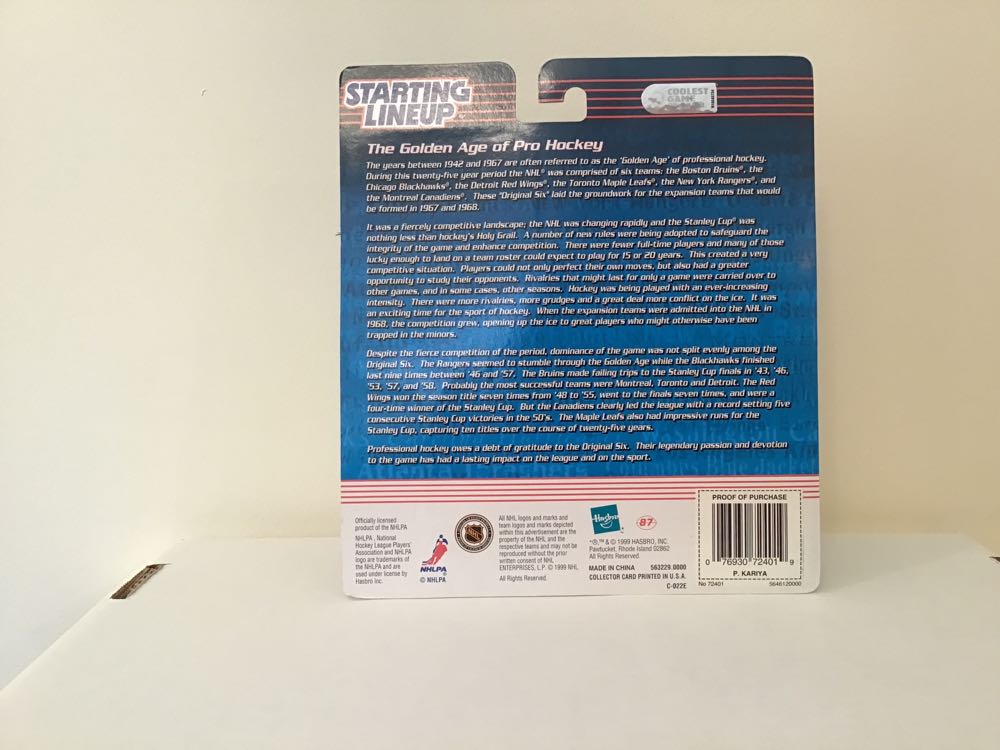 STARTING
LINEUP
COOLEST
GAME
The Golden Age of Pro Hockey
The years between 1942 and 1967 are often referred to as the 'Golden Age' of professional hockey.
During this twenty-five year period the NHL® was comprised of six teams: the Boston Bruins®, the
Chicago Blackhawks®, the Detroit Red Wings®, the Toronto Maple Leafs®, the New York Rangers®, and
the Montreal Canadiens®. These "Original Six" laid the groundwork for the expansion teams that would
be formed in 1967 and 1968.
It was a fiercely competitive landscape; the NHL was changing rapidly and the Stanley Cup® was
nothing less than hockey's Holy Grail. A number of new rules were being adopted to safeguard the
integrity of the game and enhance competition. There were fewer full-time players and many of those
lucky enough to land on a team roster could expect to play for 15 or 20 years. This created a very
competitive situation. Players could not only perfect their own moves, but also had a greater
opportunity to study their opponents. Rivalries that might last for only a game were carried over to
other games, and in some cases, other seasons. Hockey was being played with an ever-increasing
intensity. There were more rivalries, more grudges and a great deal more conflict on the ice. It was
an exciting time for the sport of hockey. When the expansion teams were admitted into the NHL in
1968, the competition grew, opening up the ice to great players who might otherwise have been
trapped in the minors.
Despite the fierce competition of the period, dominance of the game was not split evenly among the
Original Six. The Rangers seemed to stumble through the Golden Age while the Blackhawks finished
last nine times between '46 and '57. The Bruins made failing trips to the Stanley Cup finals in '43, '46,
'53, '57, and '58. Probably the most successful teams were Montreal, Toronto and Detroit. The Red
Wings won the season title seven times from '48 to '55, went to the finals seven times, and were a
four-time winner of the Stanley Cup. But the Canadiens clearly led the league with a record setting five
consecutive Stanley Cup victories in the 50's. The Maple Leafs also had impressive runs for the
Stanley Cup, capturing ten titles over the course of twenty-five years.
Professional hockey owes a debt of gratitude to the Original Six. Their legendary passion and devotion
to the game has had a lasting impact on the league and on the sport.
Officially licensed
product of the NHLPA
NHLPA, National
Hockey League Players'
Association and NHLPA
logo are trademarks of
the NHLPA and are
used under license by
Hasbro Inc.
NHLPA
© NHLPA
All NHL logos and marks and
team logos and marks depicted
within this advertisement are the
property of the NHL and the
respective teams and may not be
reproduced without the prior
written consent of NHL
ENTERPRISES, L.P. © 1999 NHL.
All Rights Reserved.
Hasbro
87
*®,™ & © 1999 HASBRO, INC.
Pawtucket, Rhode Island 02862
All Rights Reserved.
MADE IN CHINA 563229.0000
COLLECTOR CARD PRINTED IN U.S.A.
C-022E
PROOF OF PURCHASE
0 76930 72401 9
P. KARIYA
No 72401 5646120000